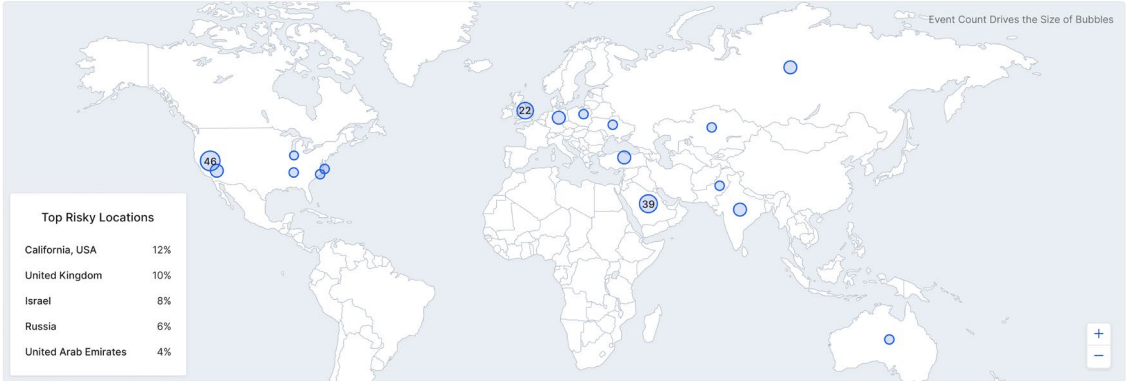 Event Count Drives the Size of Bubbles
22
46
39
Top Risky Locations
California, USA 12%
United Kingdom 10%
Israel 8%
Russia 6%
United Arab Emirates 4%
+
−